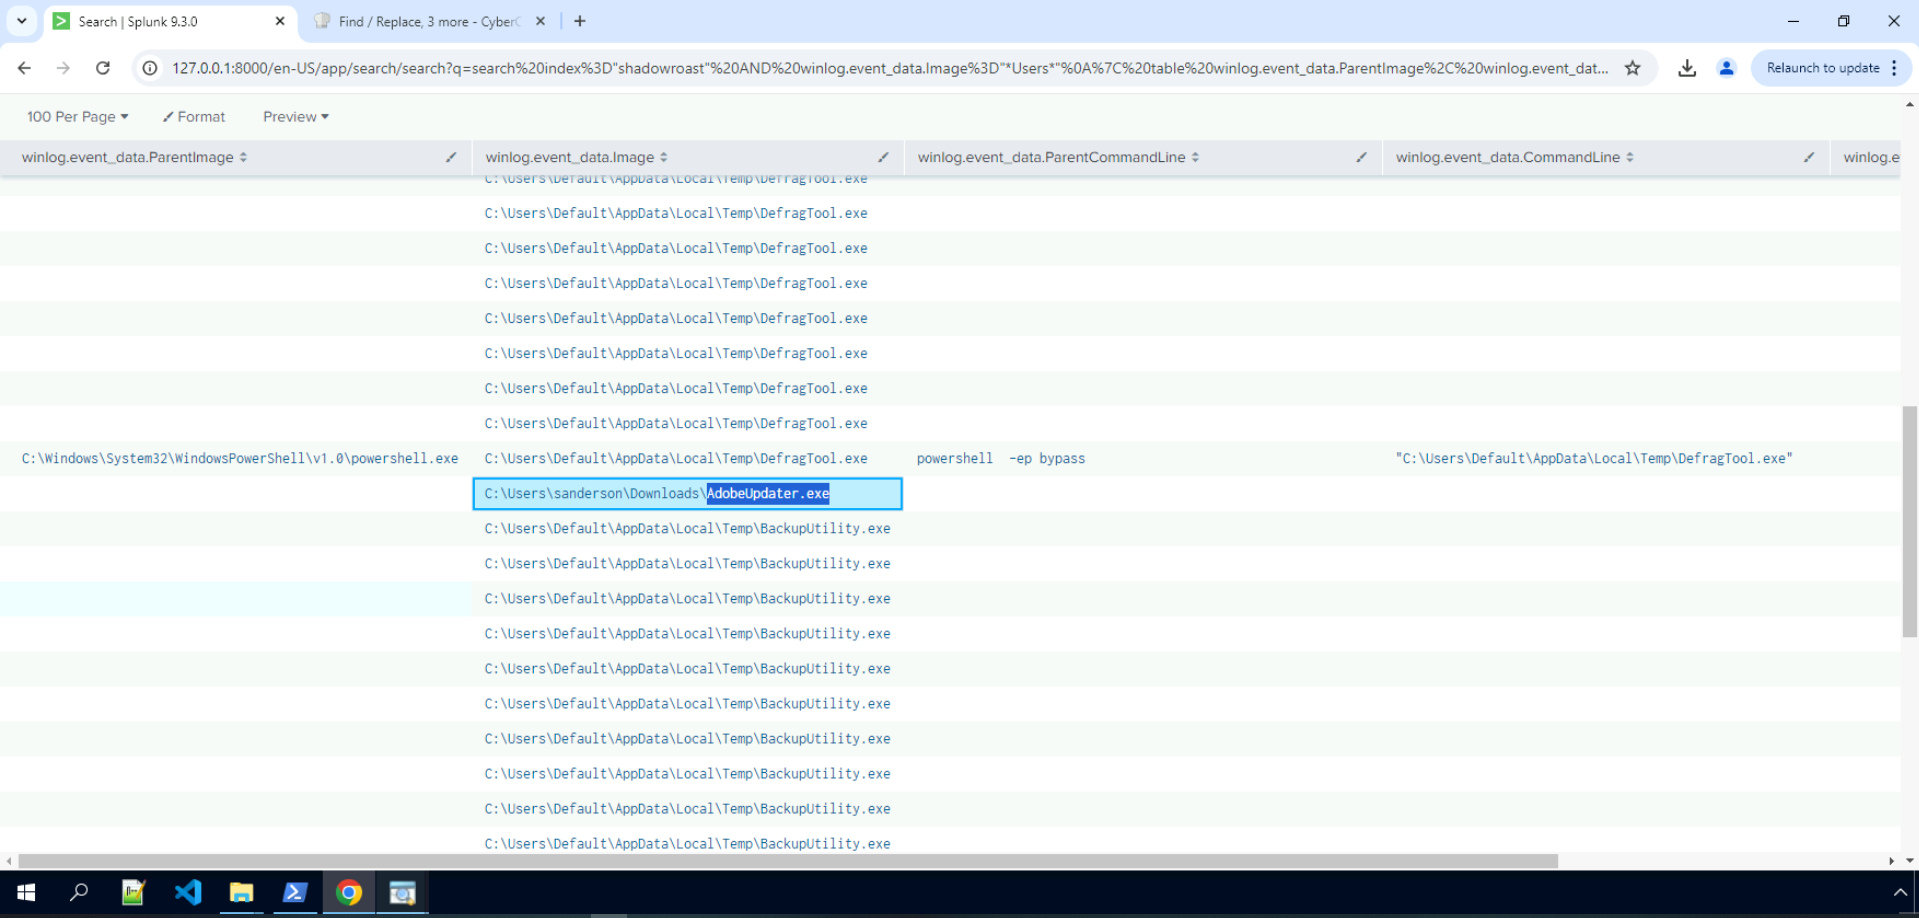 Search | Splunk 9.3.0
Find / Replace, 3 more - CyberC
127.0.0.1:8000/en-US/app/search/search?q=search%20index%3D"shadowroast"%20AND%20winlog.event_data.Image%3D"*Users*"%0A%7C%20table%20winlog.event_data.ParentImage%2C%20winlog.event_dat...
Relaunch to update
100 Per Page Format Preview
winlog.event_data.ParentImage winlog.event_data.Image winlog.event_data.ParentCommandLine winlog.event_data.CommandLine winlog.e
C:\Users\Default\AppData\Local\Temp\DefragTool.exe
C:\Users\Default\AppData\Local\Temp\DefragTool.exe
C:\Users\Default\AppData\Local\Temp\DefragTool.exe
C:\Users\Default\AppData\Local\Temp\DefragTool.exe
C:\Users\Default\AppData\Local\Temp\DefragTool.exe
C:\Users\Default\AppData\Local\Temp\DefragTool.exe
C:\Users\Default\AppData\Local\Temp\DefragTool.exe
C:\Users\Default\AppData\Local\Temp\DefragTool.exe
C:\Windows\System32\WindowsPowerShell\v1.0\powershell.exe C:\Users\Default\AppData\Local\Temp\DefragTool.exe powershell -ep bypass "C:\Users\Default\AppData\Local\Temp\DefragTool.exe"
C:\Users\sanderson\Downloads\AdobeUpdater.exe
C:\Users\Default\AppData\Local\Temp\BackupUtility.exe
C:\Users\Default\AppData\Local\Temp\BackupUtility.exe
C:\Users\Default\AppData\Local\Temp\BackupUtility.exe
C:\Users\Default\AppData\Local\Temp\BackupUtility.exe
C:\Users\Default\AppData\Local\Temp\BackupUtility.exe
C:\Users\Default\AppData\Local\Temp\BackupUtility.exe
C:\Users\Default\AppData\Local\Temp\BackupUtility.exe
C:\Users\Default\AppData\Local\Temp\BackupUtility.exe
C:\Users\Default\AppData\Local\Temp\BackupUtility.exe
C:\Users\Default\AppData\Local\Temp\BackupUtility.exe